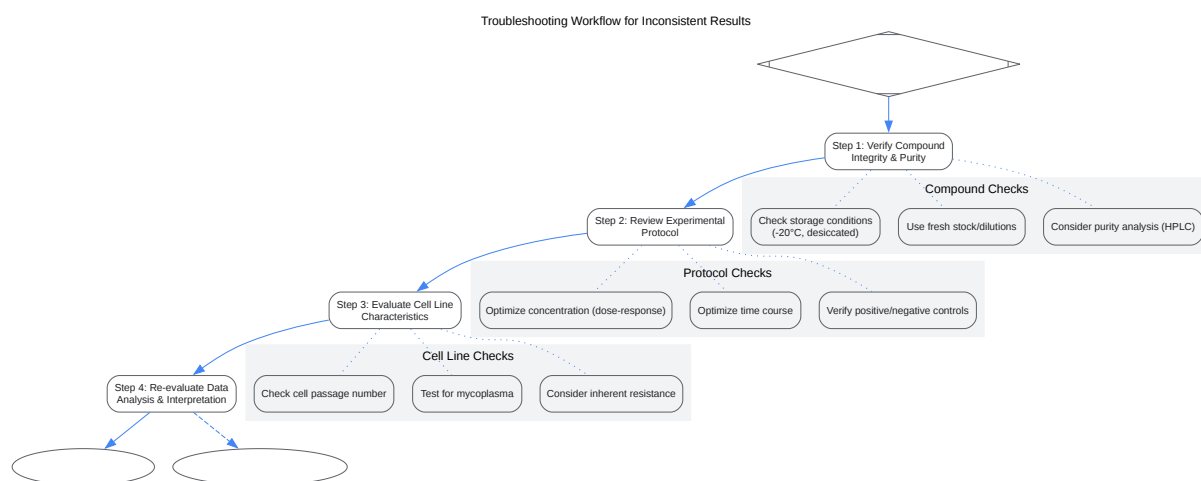 Troubleshooting Workflow for Inconsistent Results
Step 1: Verify Compound
Integrity & Purity
Compound Checks
Check storage conditions
(-20°C, desiccated)
Use fresh stock/dilutions
Consider purity analysis (HPLC)
Step 2: Review Experimental
Protocol
Protocol Checks
Optimize concentration (dose-response)
Optimize time course
Verify positive/negative controls
Step 3: Evaluate Cell Line
Characteristics
Cell Line Checks
Check cell passage number
Test for mycoplasma
Consider inherent resistance
Step 4: Re-evaluate Data
Analysis & Interpretation